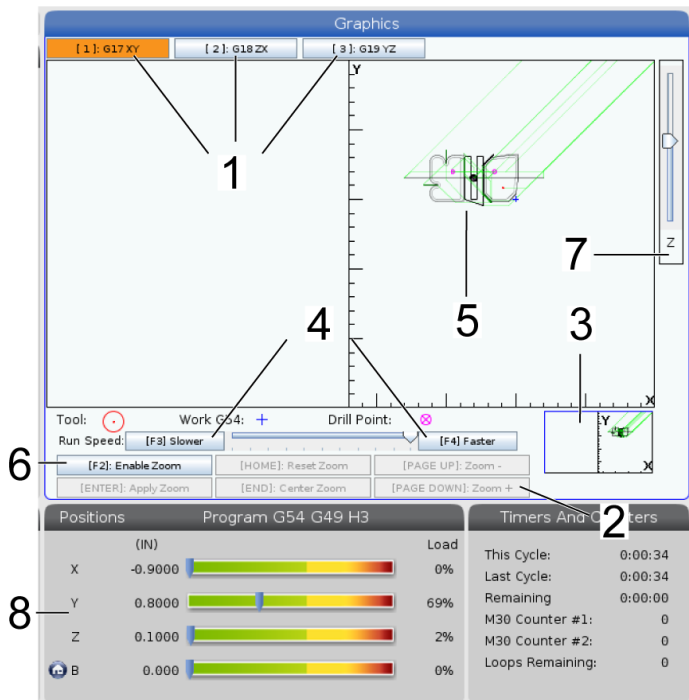 Graphics
[ 1 ]: G17 XY [ 2 ]: G18 ZX [ 3 ]: G19 YZ
Y
1
Z
7
5
4
3
X
Tool: Work G54: Drill Point:
Y
X
Run Speed: [F3] Slower [F4] Faster
6
[F2]: Enable Zoom [HOME]: Reset Zoom [PAGE UP]: Zoom -
[ENTER]: Apply Zoom [END]: Center Zoom [PAGE DOWN]: Zoom +
2
Positions Program G54 G49 H3
(IN) Load
X -0.9000 0%
8
Y 0.8000 69%
Z 0.1000 2%
B 0.000 0%
Timers And Counters
This Cycle: 0:00:34
Last Cycle: 0:00:34
Remaining 0:00:00
M30 Counter #1: 0
M30 Counter #2: 0
Loops Remaining: 0